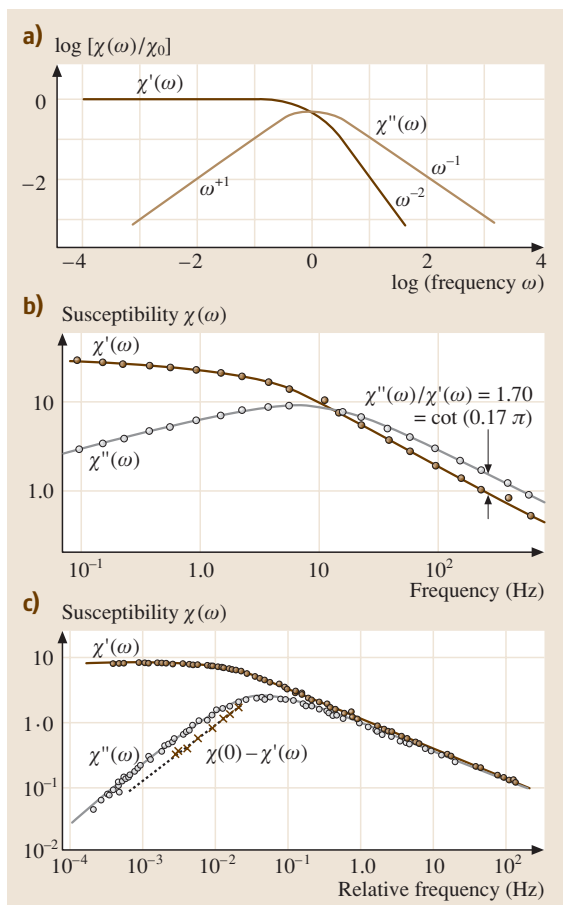 a)
log [χ(ω)/χ₀]
χ'(ω)
0
χ''(ω)
ω⁺¹
ω⁻¹
−2
ω⁻²
−4 −2 0 2 4
log (frequency ω)
b)
Susceptibility χ(ω)
χ'(ω)
χ''(ω)/χ'(ω) = 1.70
= cot (0.17 π)
10
χ''(ω)
1.0
10⁻¹ 1.0 10 10²
Frequency (Hz)
c)
Susceptibility χ(ω)
χ'(ω)
10
1.0
χ''(ω)
χ(0) − χ'(ω)
10⁻¹
10⁻²
10⁻⁴ 10⁻³ 10⁻² 10⁻¹ 1.0 10 10²
Relative frequency (Hz)